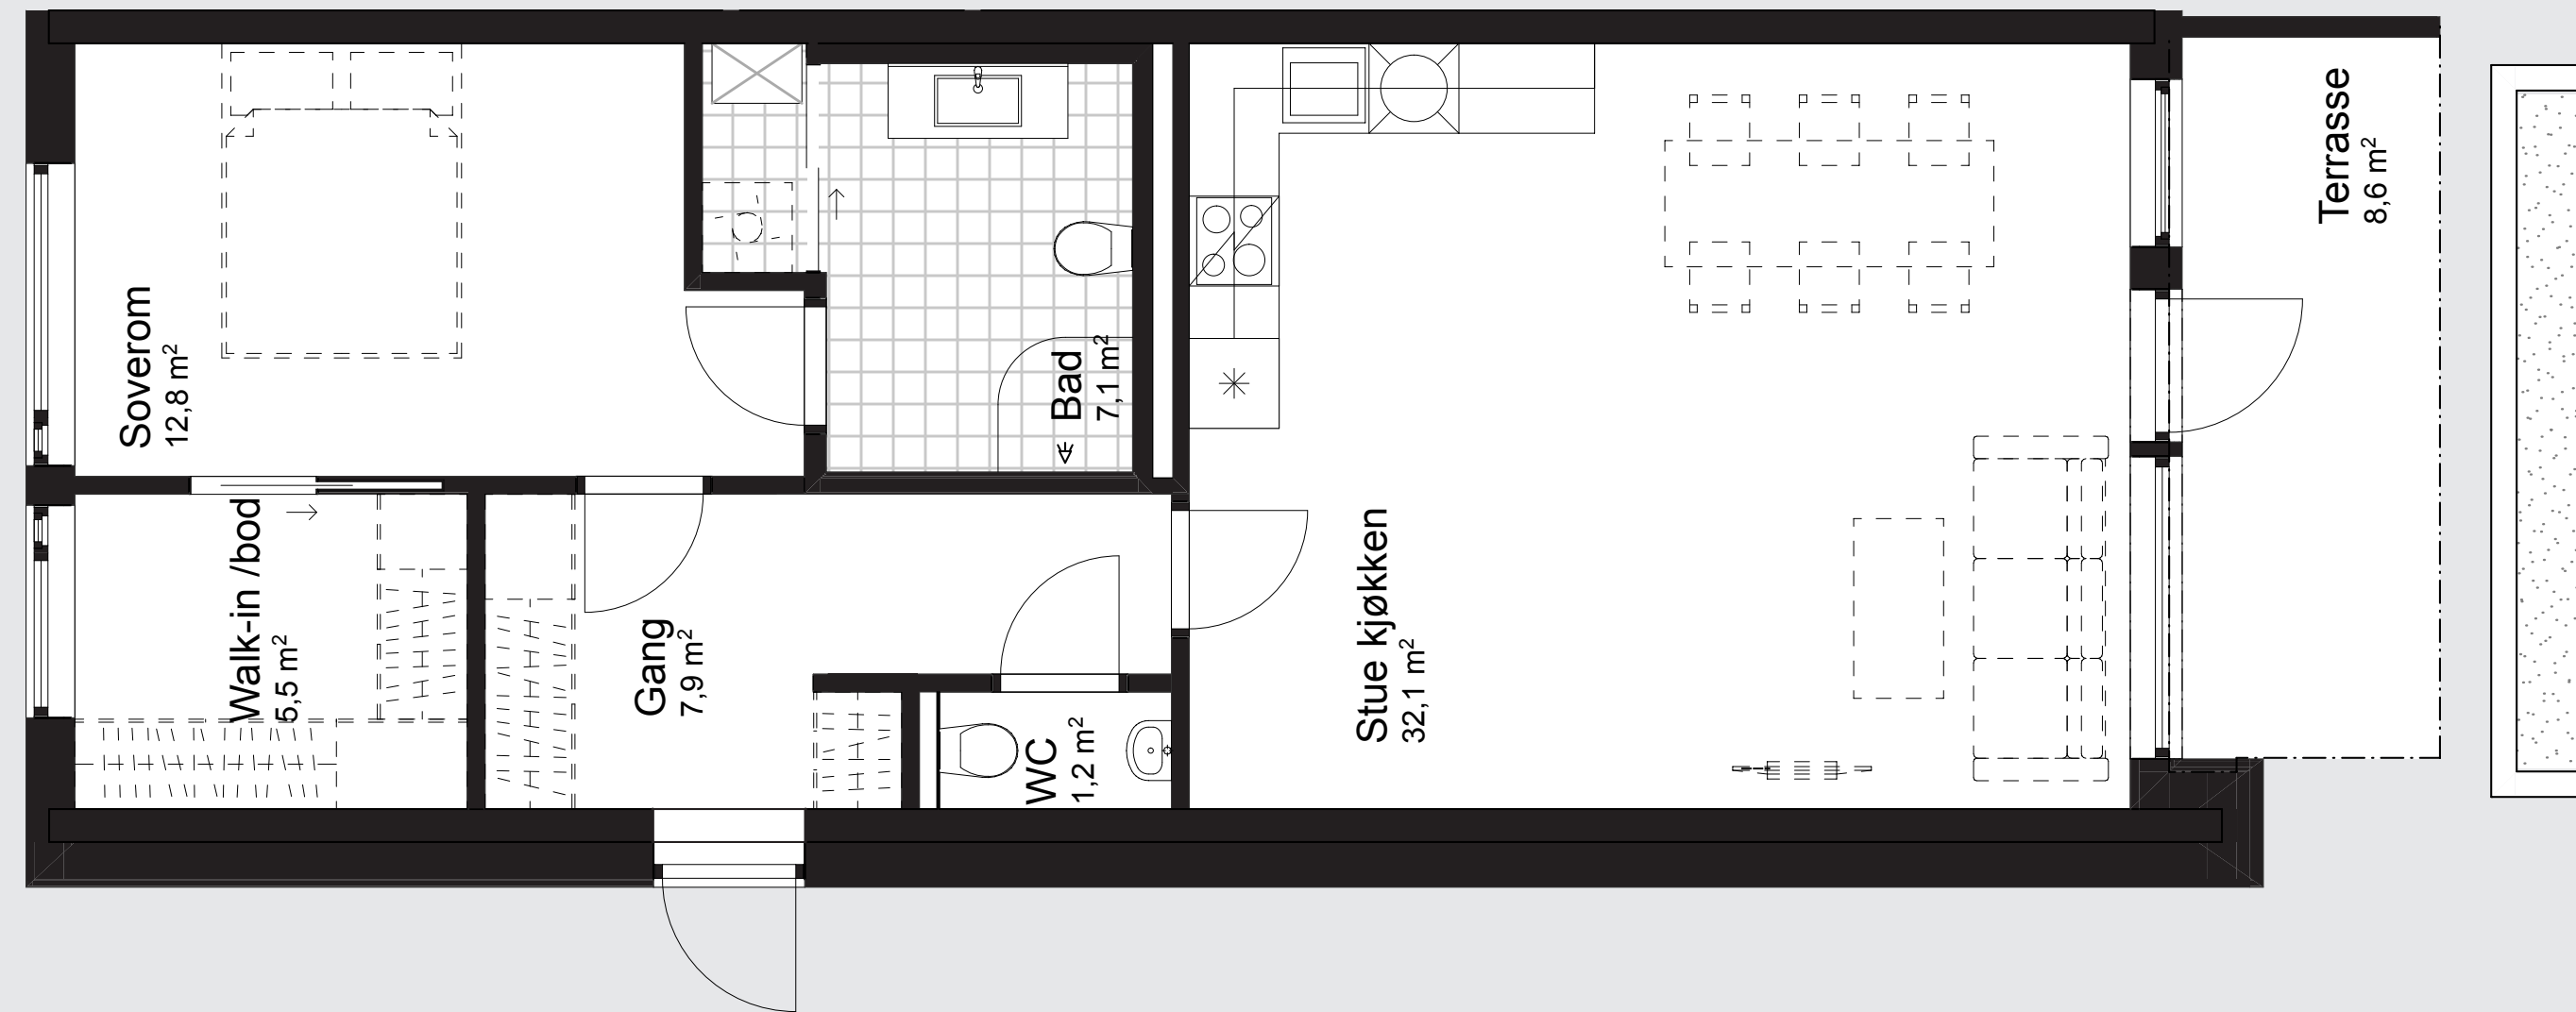 Soverom
12,8 m²
Walk-in /bod
5,5 m²
Gang
7,9 m²
Bad
7,1 m²
WC
1,2 m²
Stue kjøkken
32,1 m²
Terrasse
8,6 m²